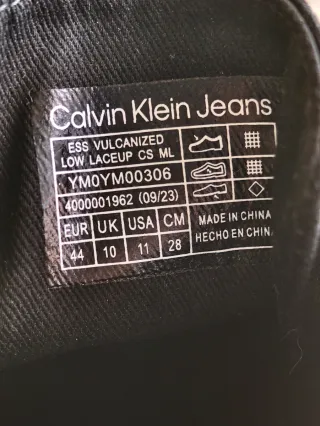 Calvin Klein Jeans
ESS VULCANIZED
LOW LACEUP CS ML
YM0YM00306
4000001962 (09/23)
EUR UK USA CM
44 10 11 28
MADE IN CHINA
HECHO EN CHIN